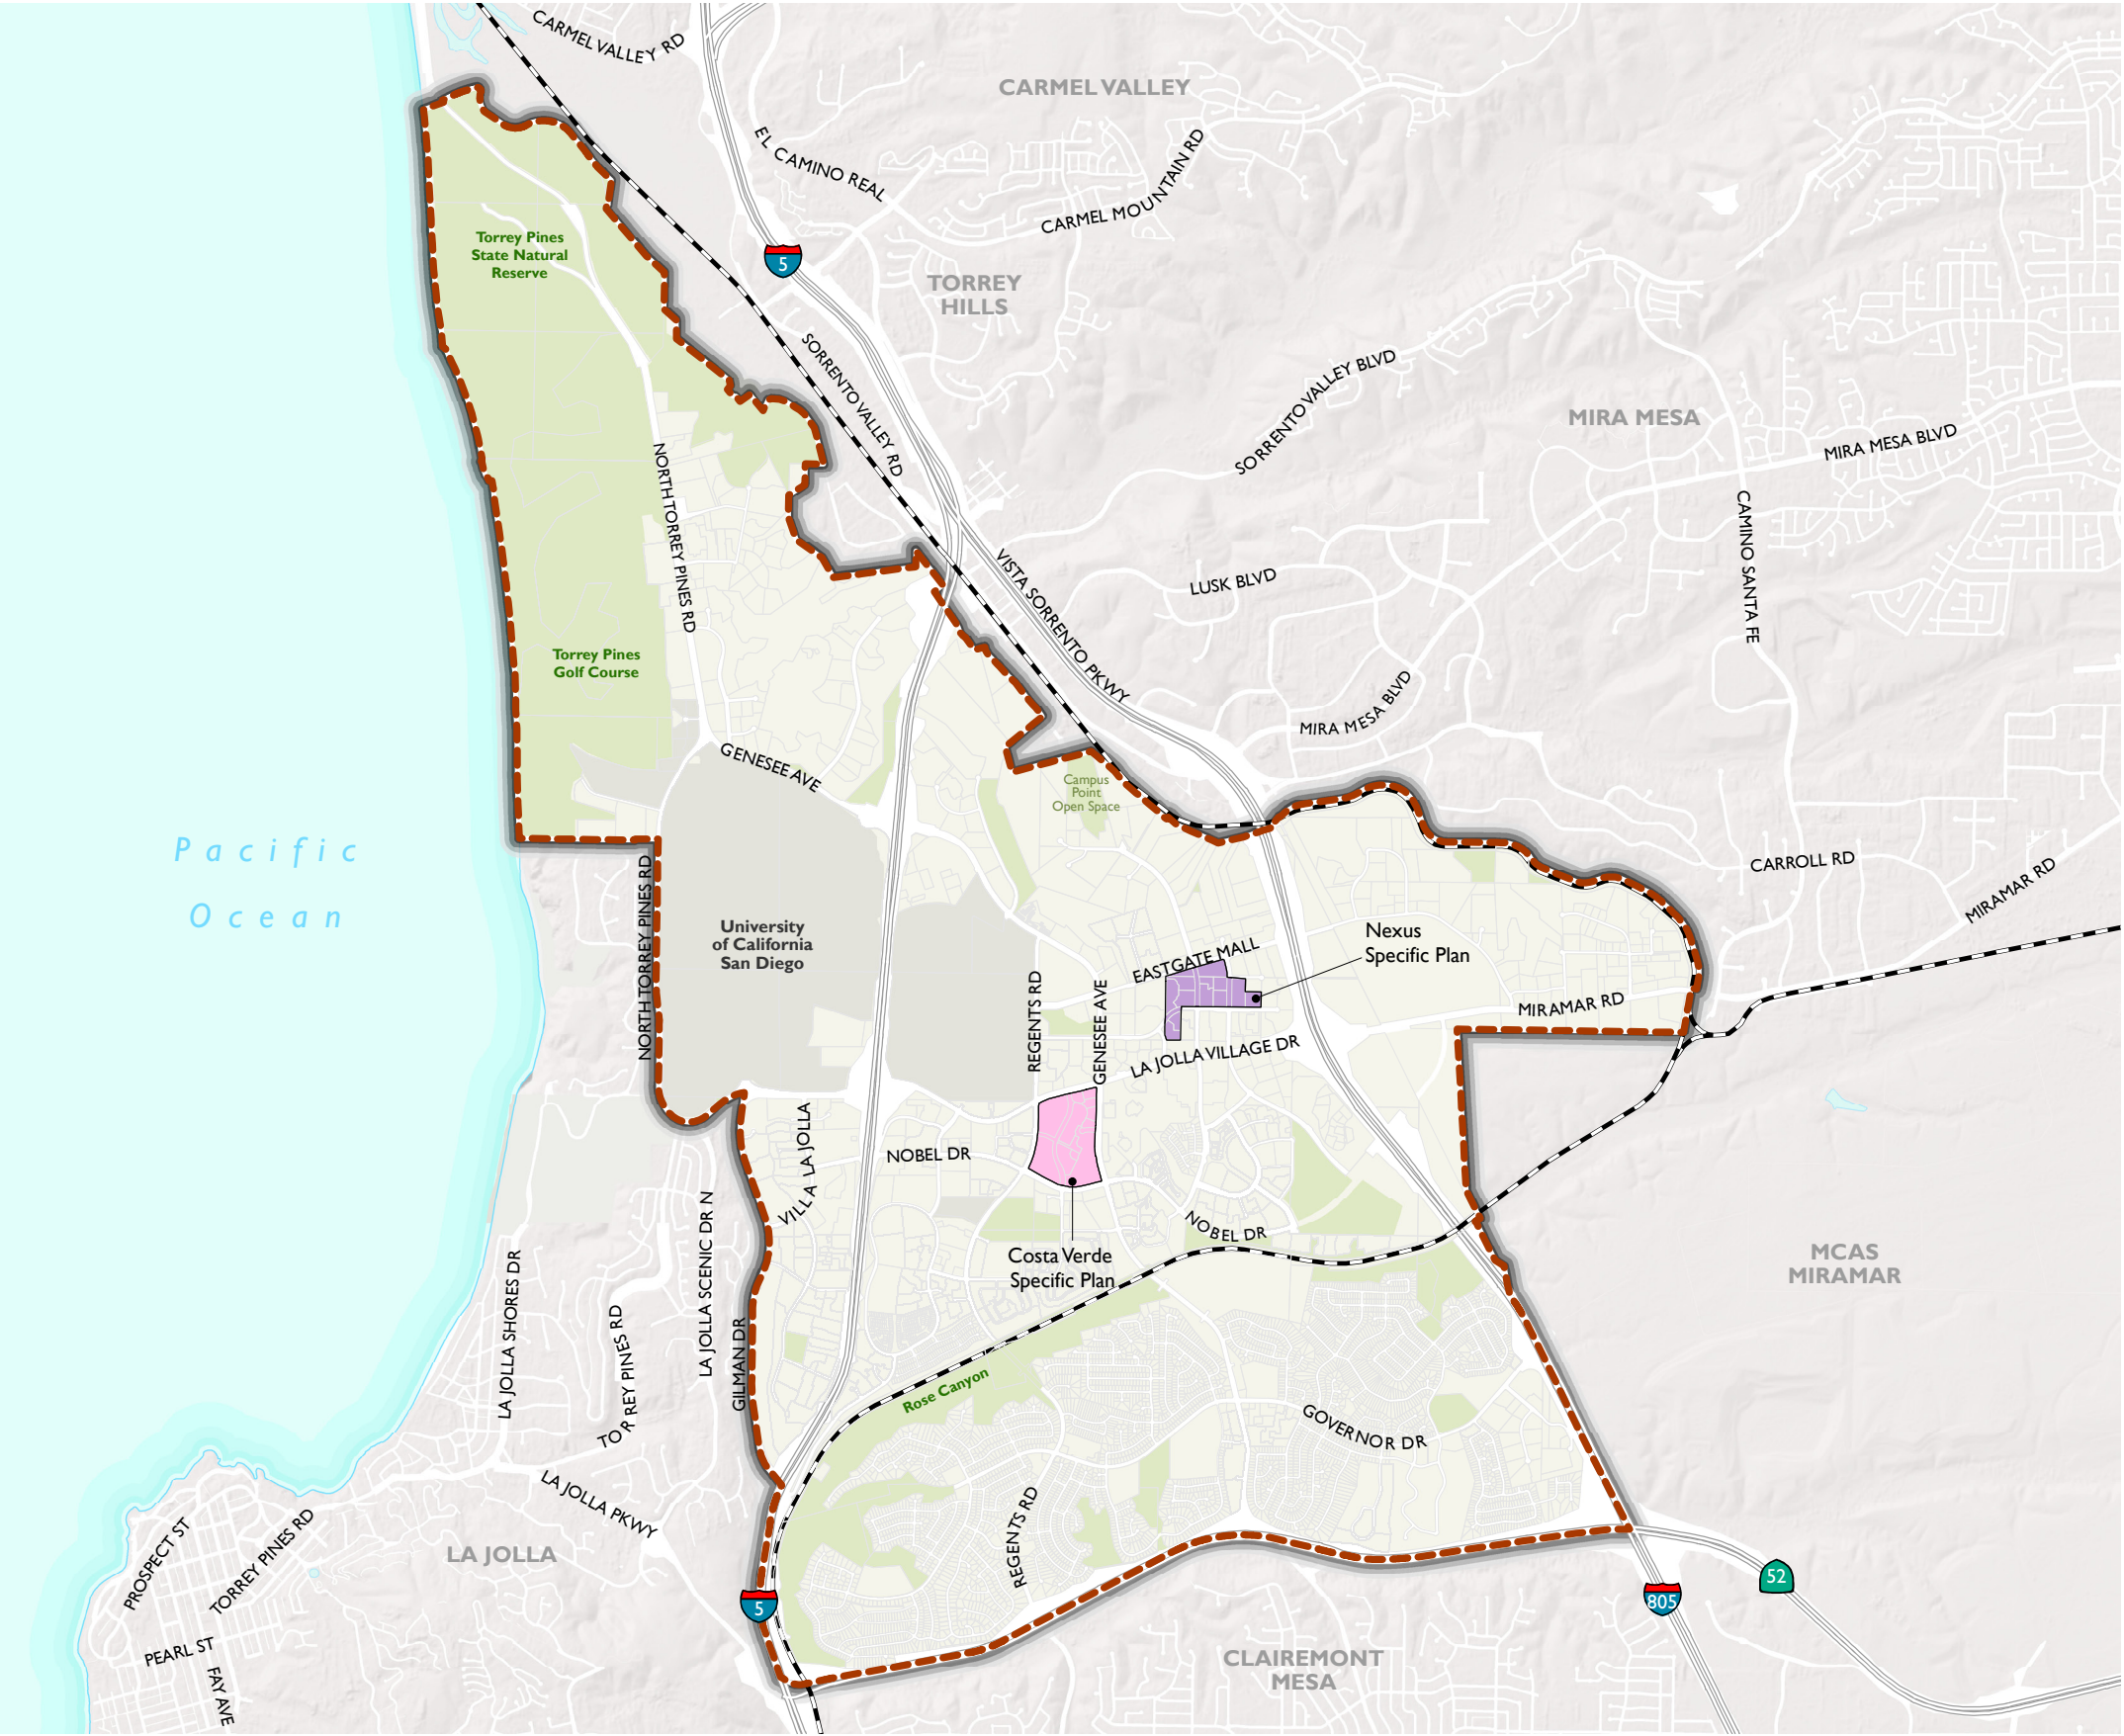 CARMEL VALLEY RD
CARMEL VALLEY
EL CAMINO REAL
CARMEL MOUNTAIN RD
Torrey Pines
State Natural
Reserve
5
TORREY
HILLS
SORRENTO VALLEY RD
SORRENTO VALLEY BLVD
MIRA MESA
MIRA MESA BLVD
NORTH TORREY PINES RD
CAMINO SANTA FE
VISTA SORRENTO PKWY
LUSK BLVD
Torrey Pines
Golf Course
MIRA MESA BLVD
GENESEE AVE
Campus
Point
Open Space
Pacific
Ocean
CARROLL RD
MIRAMAR RD
NORTH TORREY PINES RD
University
of California
San Diego
Nexus
Specific Plan
EASTGATE MALL
REGENTS RD
GENESEE AVE
MIRAMAR RD
LA JOLLA VILLAGE DR
VILLA LA JOLLA
NOBEL DR
NOBEL DR
LA JOLLA SCENIC DR N
LA JOLLA SHORES DR
Costa Verde
Specific Plan
MCAS
MIRAMAR
TORREY PINES RD
GILMAN DR
Rose Canyon
GOVERNOR DR
LA JOLLA PKWY
REGENTS RD
LA JOLLA
PROSPECT ST
TORREY PINES RD
5
52
805
PEARL ST
FAY AVE
CLAIREMONT
MESA